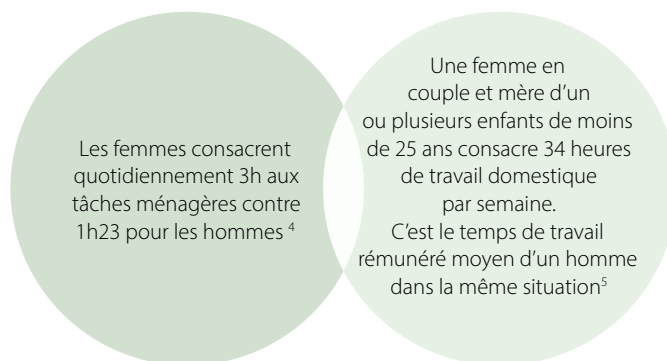 Les femmes consacrent
quotidiennement 3h aux
tâches ménagères contre
1h23 pour les hommes ⁴
Une femme en
couple et mère d’un
ou plusieurs enfants de moins
de 25 ans consacre 34 heures
de travail domestique
par semaine.
C’est le temps de travail
rémunéré moyen d’un homme
dans la même situation⁵